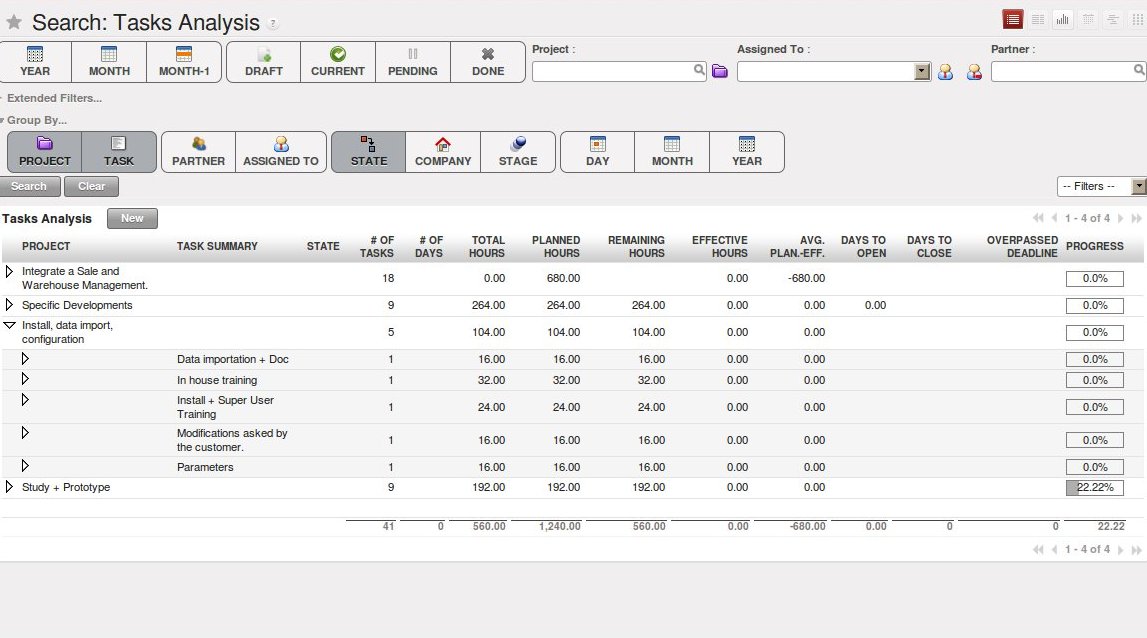 Search: Tasks Analysis ?
YEAR MONTH MONTH-1 DRAFT CURRENT PENDING DONE
Project : Assigned To : Partner :
Extended Filters...
Group By...
PROJECT TASK PARTNER ASSIGNED TO STATE COMPANY STAGE DAY MONTH YEAR
Search Clear -- Filters --
Tasks Analysis New 1 - 4 of 4
PROJECT TASK SUMMARY STATE # OF TASKS # OF DAYS TOTAL HOURS PLANNED HOURS REMAINING HOURS EFFECTIVE HOURS AVG. PLAN.-EFF. DAYS TO OPEN DAYS TO CLOSE OVERPASSED DEADLINE PROGRESS
Integrate a Sale and
Warehouse Management. 18 0.00 680.00 0.00 -680.00 0.0%
Specific Developments 9 264.00 264.00 264.00 0.00 0.00 0.00 0.0%
Install, data import,
configuration 5 104.00 104.00 104.00 0.00 0.00 0.0%
Data importation + Doc 1 16.00 16.00 16.00 0.00 0.00 0.0%
In house training 1 32.00 32.00 32.00 0.00 0.00 0.0%
Install + Super User
Training 1 24.00 24.00 24.00 0.00 0.00 0.0%
Modifications asked by
the customer. 1 16.00 16.00 16.00 0.00 0.00 0.0%
Parameters 1 16.00 16.00 16.00 0.00 0.00 0.0%
Study + Prototype 9 192.00 192.00 192.00 0.00 0.00 22.22%
41 0 560.00 1,240.00 560.00 0.00 -680.00 0.00 0 0 22.22
1 - 4 of 4